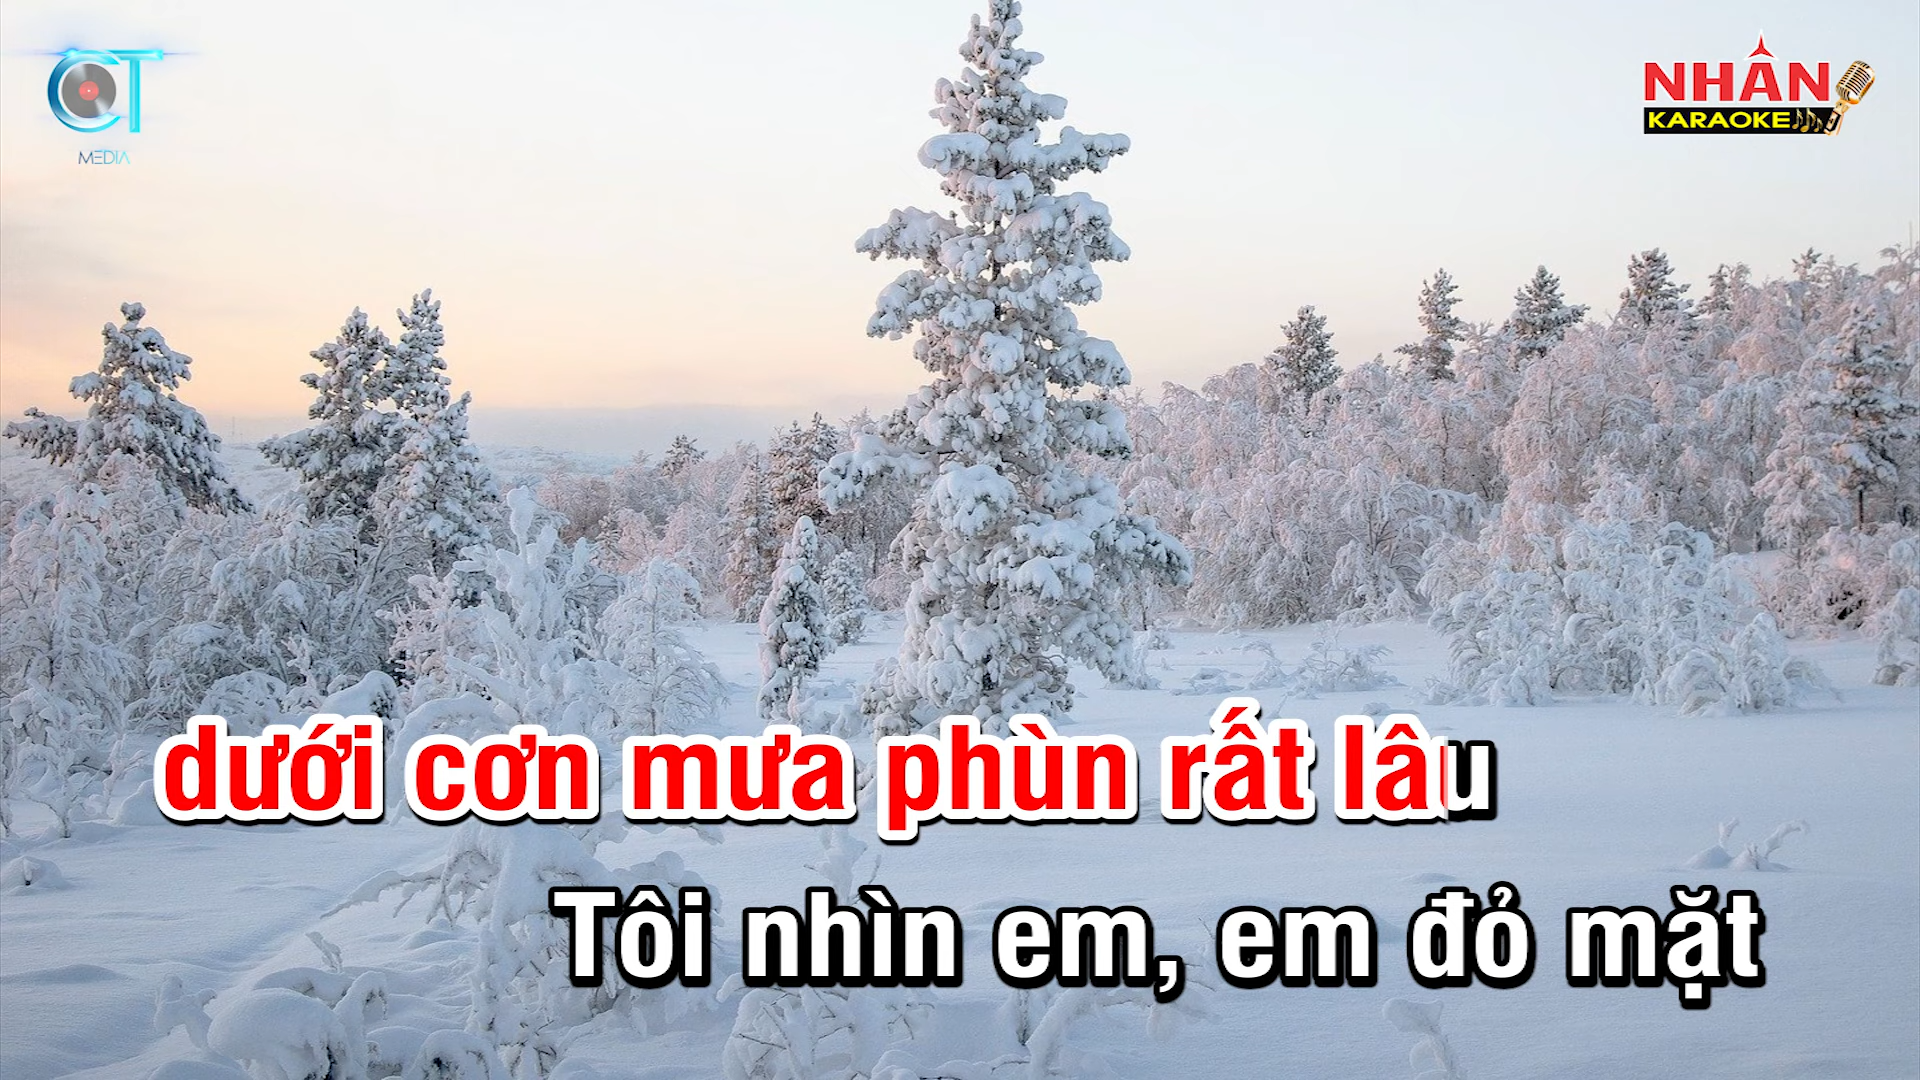 CT
MEDIA
NHÂN
KARAOKE
dưới cơn mưa phùn rất lâu
Tôi nhìn em, em đỏ mặt